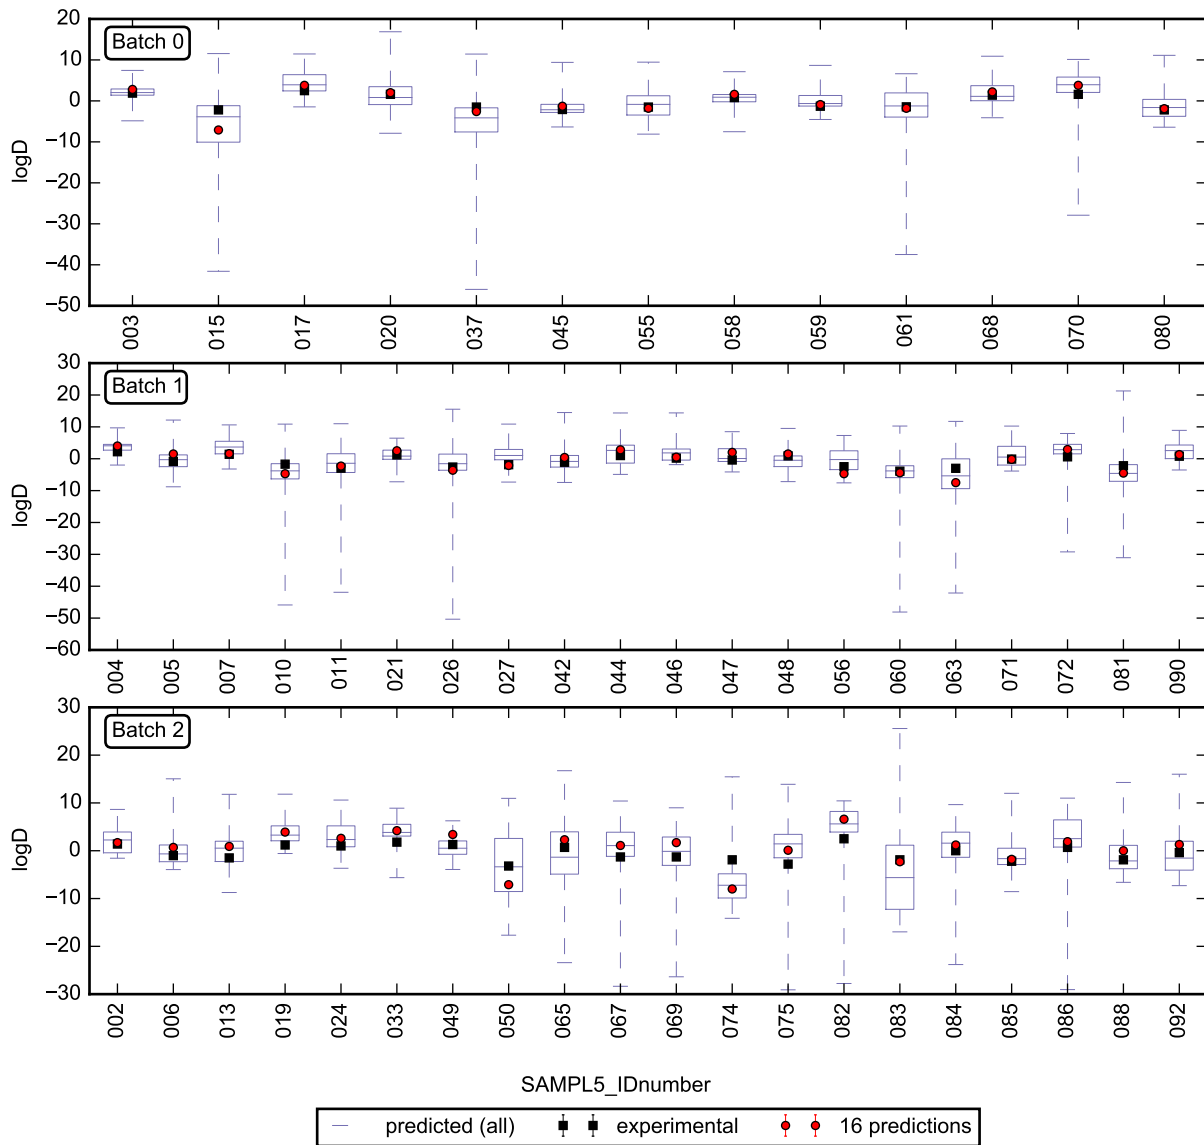 Batch 0
logD
20
10
0
−10
−20
−30
−40
−50
003 015 017 020 037 045 055 058 059 061 068 070 080
Batch 1
logD
30
20
10
0
−10
−20
−30
−40
−50
−60
004 005 007 010 011 021 026 027 042 044 046 047 048 056 060 063 071 072 081 090
Batch 2
logD
30
20
10
0
−10
−20
−30
002 006 013 019 024 033 049 050 065 067 069 074 075 082 083 084 085 086 088 092
SAMPL5_IDnumber
predicted (all) experimental 16 predictions